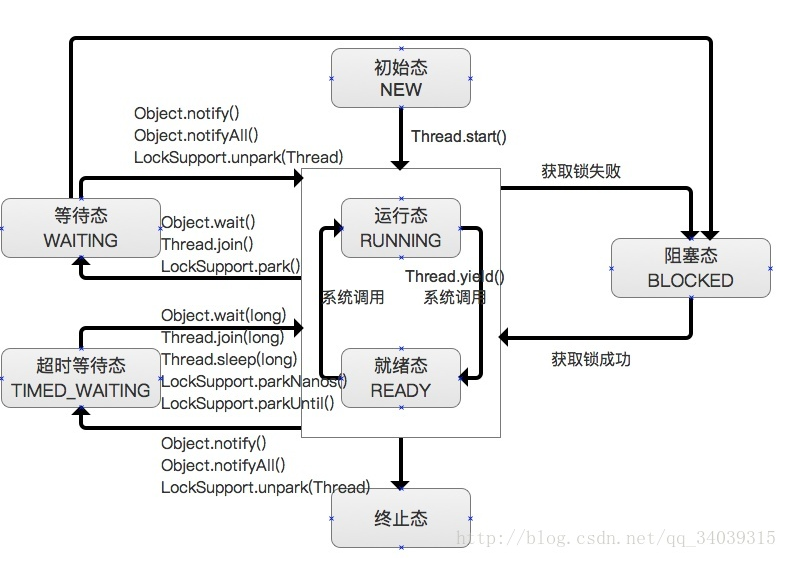 初始态
NEW
Object.notify()
Object.notifyAll()
LockSupport.unpark(Thread)
Thread.start()
获取锁失败
等待态
WAITING
Object.wait()
Thread.join()
LockSupport.park()
运行态
RUNNING
Thread.yield()
系统调用
系统调用
阻塞态
BLOCKED
Object.wait(long)
Thread.join(long)
Thread.sleep(long)
LockSupport.parkNanos()
LockSupport.parkUntil()
超时等待态
TIMED_WAITING
就绪态
READY
获取锁成功
Object.notify()
Object.notifyAll()
LockSupport.unpark(Thread)
终止态
http://blog.csdn.net/qq_34039315